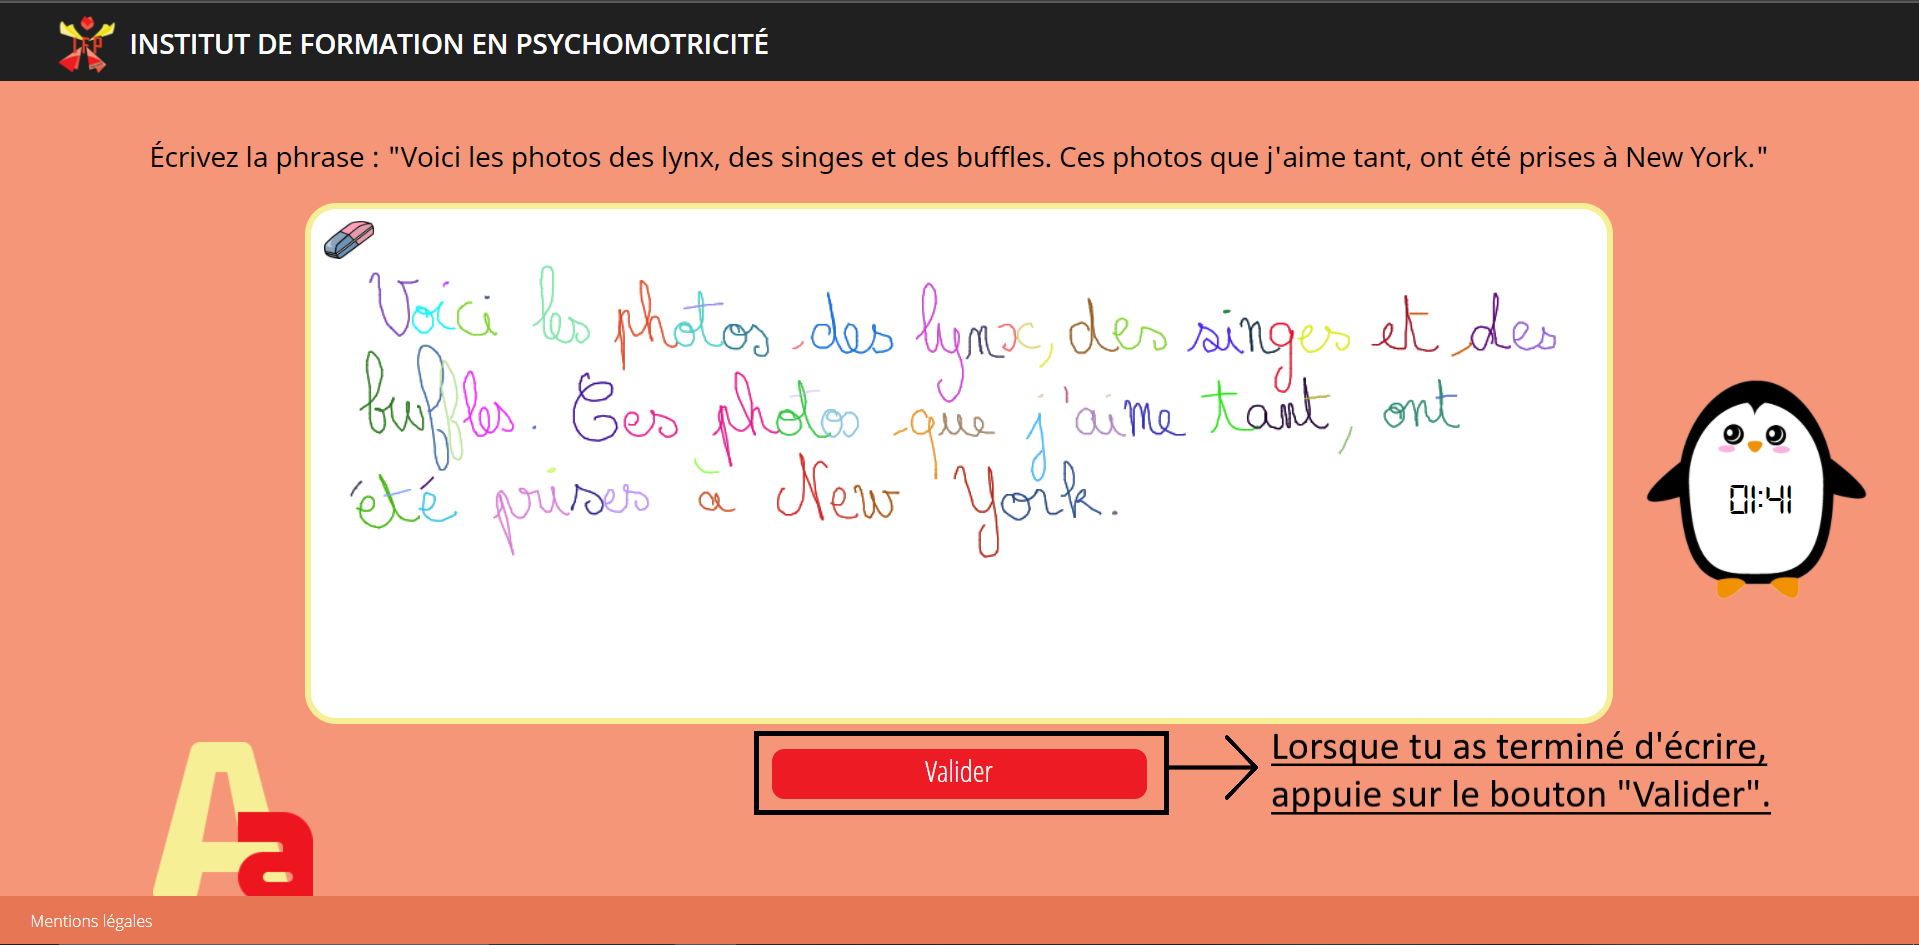 IFP
INSTITUT DE FORMATION EN PSYCHOMOTRICITÉ
Écrivez la phrase : "Voici les photos des lynx, des singes et des buffles. Ces photos que j'aime tant, ont été prises à New York."
Voici les photos des lynx, des singes et des
buffles. Ces photos que j'aime tant, ont
été prises à New York.
01:41
Valider
Lorsque tu as terminé d'écrire,
appuie sur le bouton "Valider".
Aa
Mentions légales